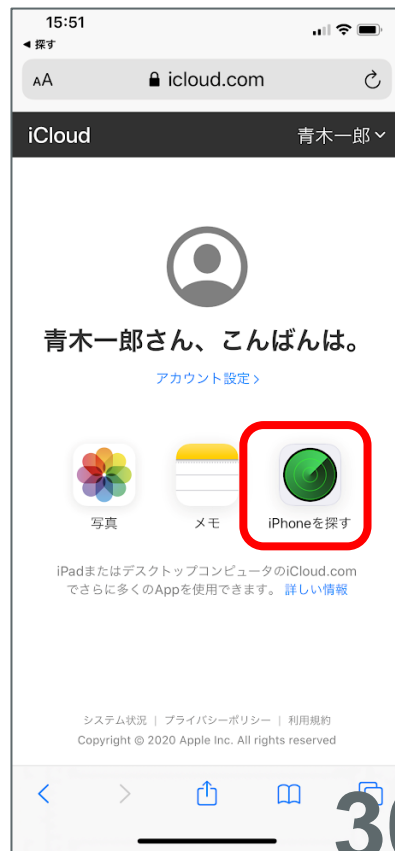 15:51
◀ 探す
AA icloud.com
iCloud 青木一郎
青木一郎さん、こんばんは。
アカウント設定>
写真 メモ iPhoneを探す
iPadまたはデスクトップコンピュータのiCloud.com
でさらに多くのAppを使用できます。 詳しい情報
システム状況 | プライバシーポリシー | 利用規約
Copyright © 2020 Apple Inc. All rights reserved